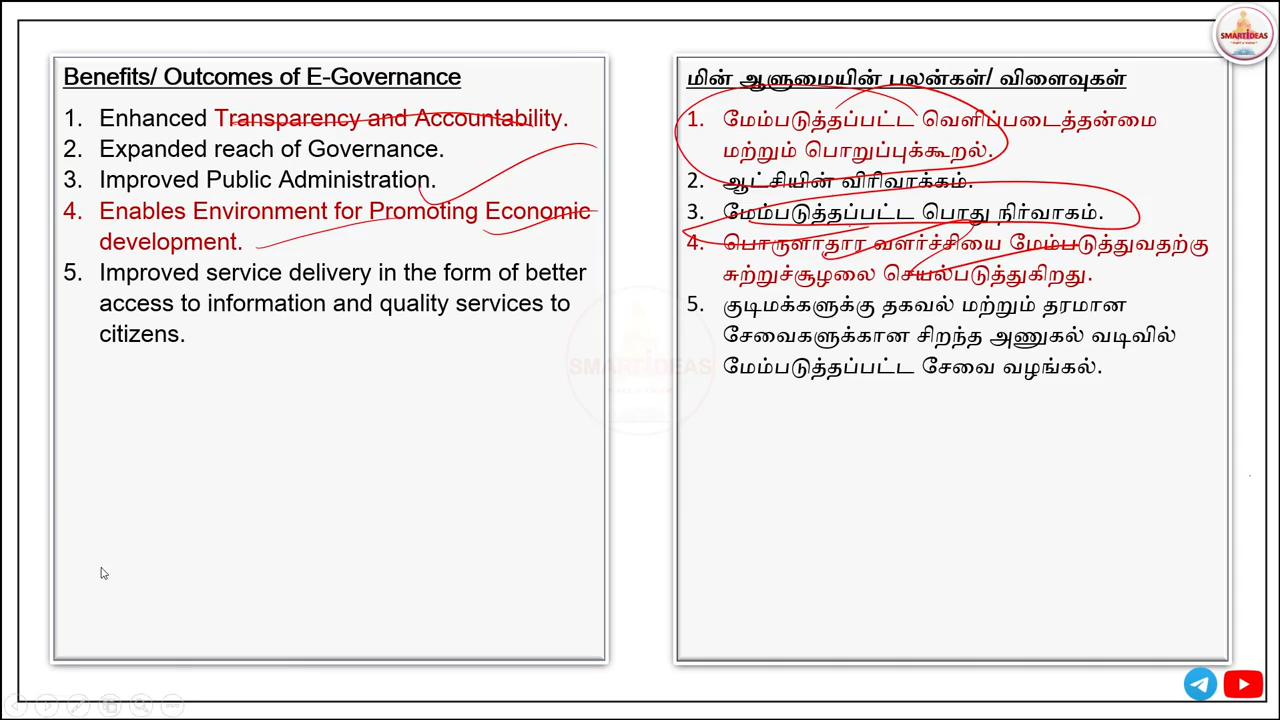 SMARTIDEAS
Benefits/ Outcomes of E-Governance
1. Enhanced Transparency and Accountability.
2. Expanded reach of Governance.
3. Improved Public Administration.
4. Enables Environment for Promoting Economic
development.
5. Improved service delivery in the form of better
access to information and quality services to
citizens.
மின் ஆளுமையின் பலன்கள்/ விளைவுகள்
1. மேம்படுத்தப்பட்ட வெளிப்படைத்தன்மை
மற்றும் பொறுப்புக்கூறல்.
2. ஆட்சியின் விரிவாக்கம்.
3. மேம்படுத்தப்பட்ட பொது நிர்வாகம்.
4. பொருளாதார வளர்ச்சியை மேம்படுத்துவதற்கு
சுற்றுச்சூழலை செயல்படுத்துகிறது.
5. குடிமக்களுக்கு தகவல் மற்றும் தரமான
சேவைகளுக்கான சிறந்த அணுகல் வடிவில்
மேம்படுத்தப்பட்ட சேவை வழங்கல்.
SMARTIDEAS